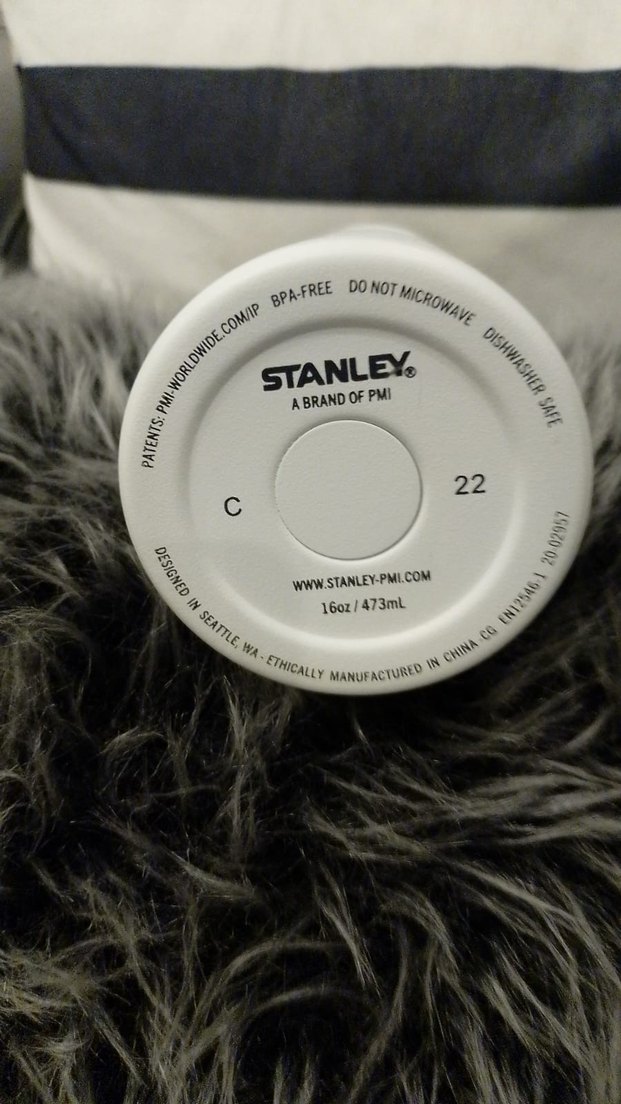 PATENTS: PMI-WORLDWIDE.COM/IP BPA-FREE DO NOT MICROWAVE DISHWASHER SAFE
STANLEY®
A BRAND OF PMI
C 22
WWW.STANLEY-PMI.COM
16oz / 473mL
DESIGNED IN SEATTLE, WA - ETHICALLY MANUFACTURED IN CHINA CG EN12546-1 20-02957